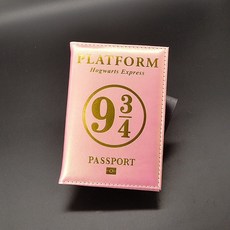 PLATFORM
Hogwarts Express
9 3/4
PASSPORT